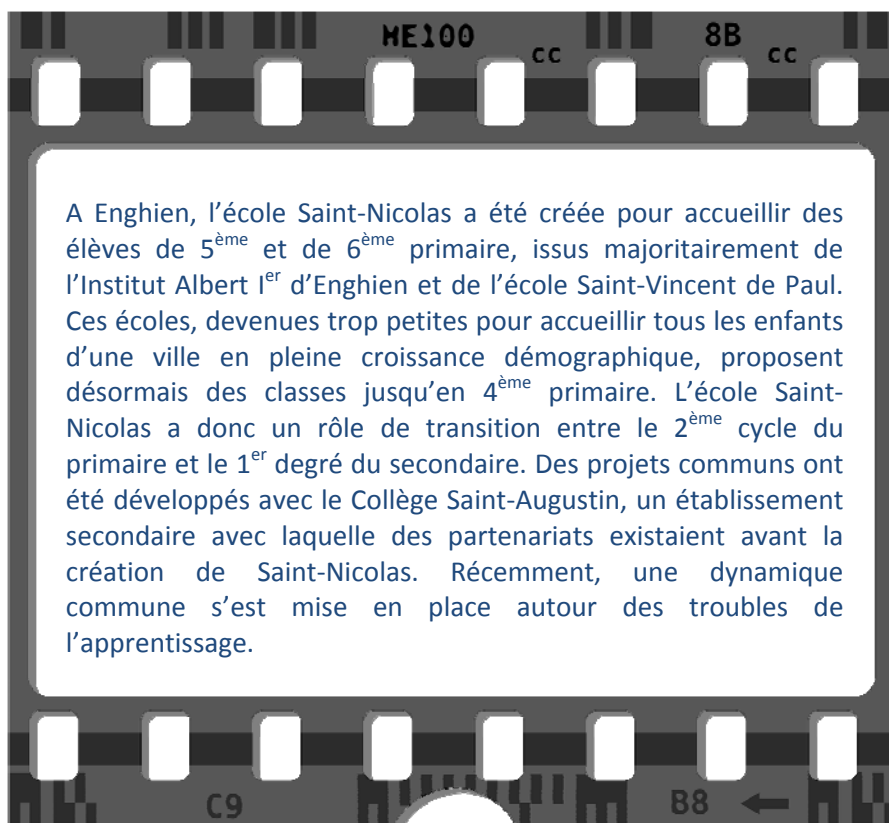 ME100 cc 8B cc
A Enghien, l’école Saint-Nicolas a été créée pour accueillir des
élèves de 5ème et de 6ème primaire, issus majoritairement de
l’Institut Albert Ier d’Enghien et de l’école Saint-Vincent de Paul.
Ces écoles, devenues trop petites pour accueillir tous les enfants
d’une ville en pleine croissance démographique, proposent
désormais des classes jusqu’en 4ème primaire. L’école Saint-
Nicolas a donc un rôle de transition entre le 2ème cycle du
primaire et le 1er degré du secondaire. Des projets communs ont
été développés avec le Collège Saint-Augustin, un établissement
secondaire avec laquelle des partenariats existaient avant la
création de Saint-Nicolas. Récemment, une dynamique
commune s’est mise en place autour des troubles de
l’apprentissage.
C9 B8